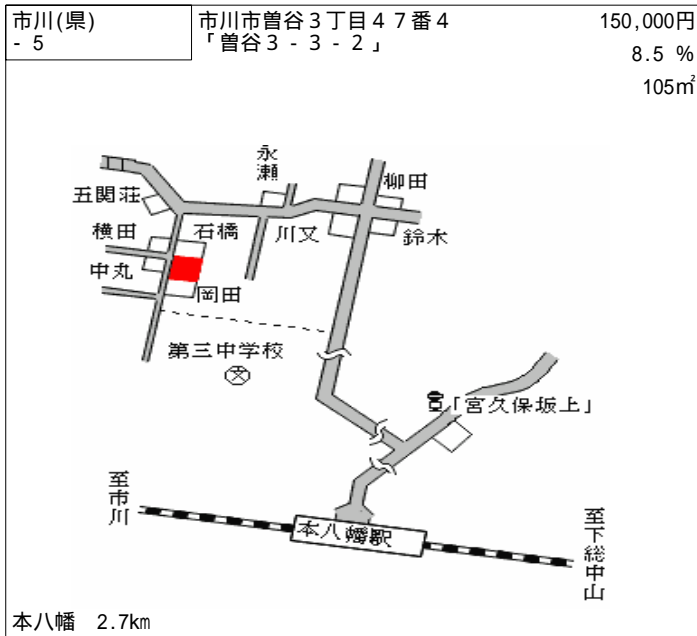 市川(県)
- 5
市川市曽谷３丁目４７番４
「曽谷３‐３‐２」
150,000円
8.5 %
105㎡
永瀬
柳田
五関荘
横田
石橋
川又
鈴木
中丸
岡田
第三中学校
文
「宮久保坂上」
至市川
本八幡駅
至下総中山
本八幡 2.7km